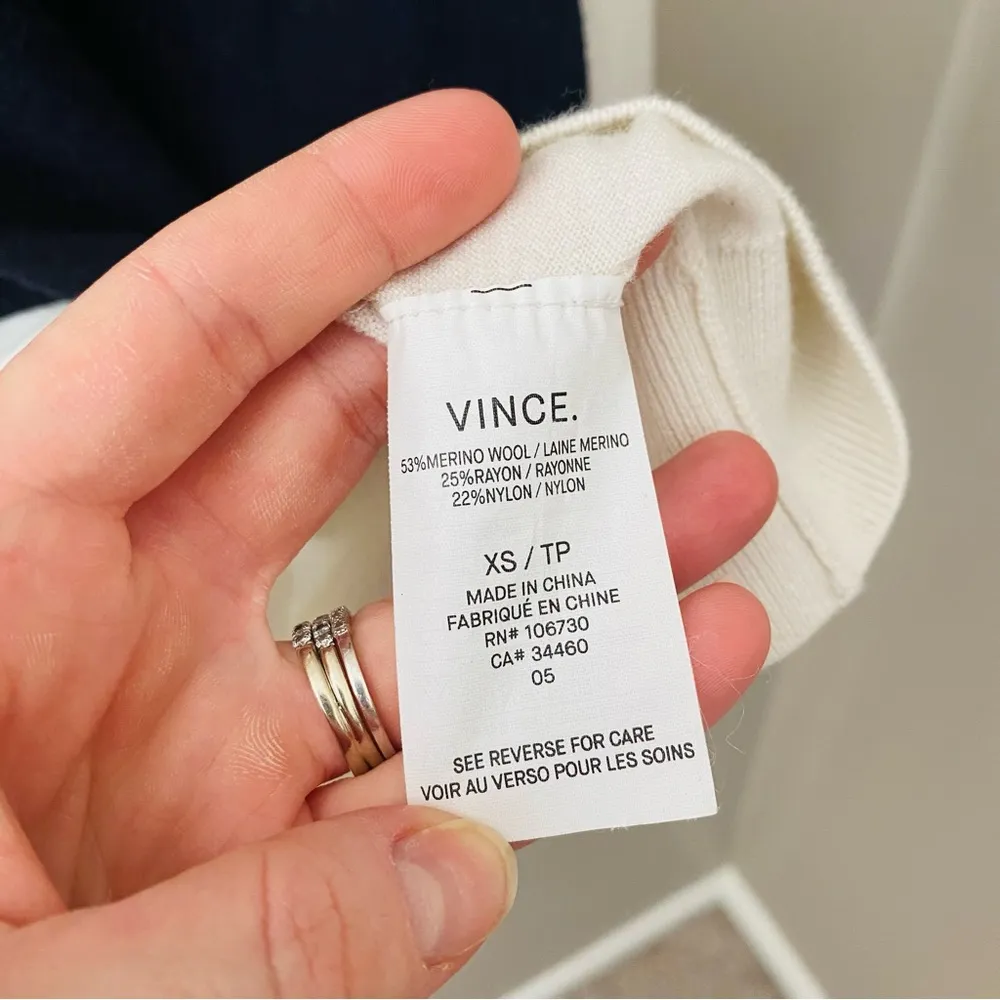 VINCE.
53%MERINO WOOL / LAINE MERINO
25%RAYON / RAYONNE
22%NYLON / NYLON
XS / TP
MADE IN CHINA
FABRIQUÉ EN CHINE
RN# 106730
CA# 34460
05
SEE REVERSE FOR CARE
VOIR AU VERSO POUR LES SOINS